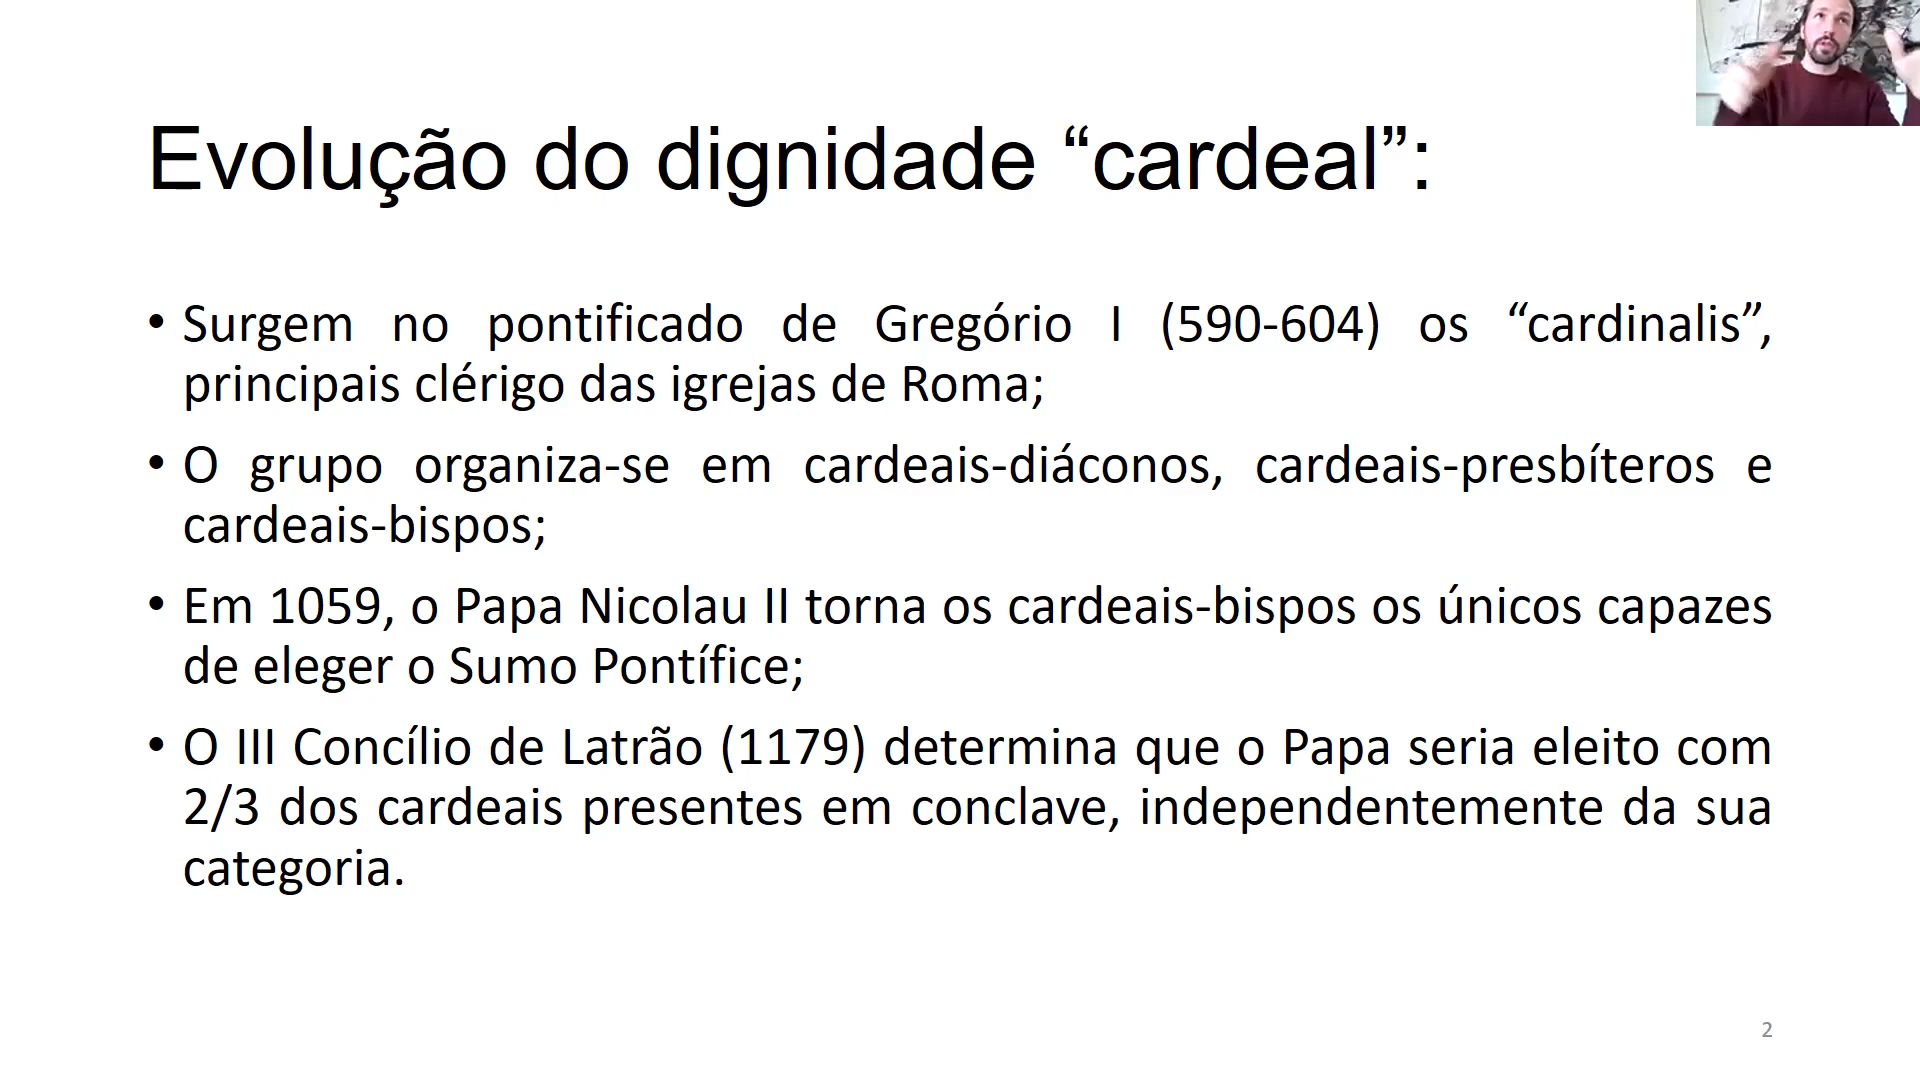 Evolução do dignidade “cardeal”:
• Surgem no pontificado de Gregório I (590-604) os “cardinalis”,
principais clérigo das igrejas de Roma;
• O grupo organiza-se em cardeais-diáconos, cardeais-presbíteros e
cardeais-bispos;
• Em 1059, o Papa Nicolau II torna os cardeais-bispos os únicos capazes
de eleger o Sumo Pontífice;
• O III Concílio de Latrão (1179) determina que o Papa seria eleito com
2/3 dos cardeais presentes em conclave, independentemente da sua
categoria.
2